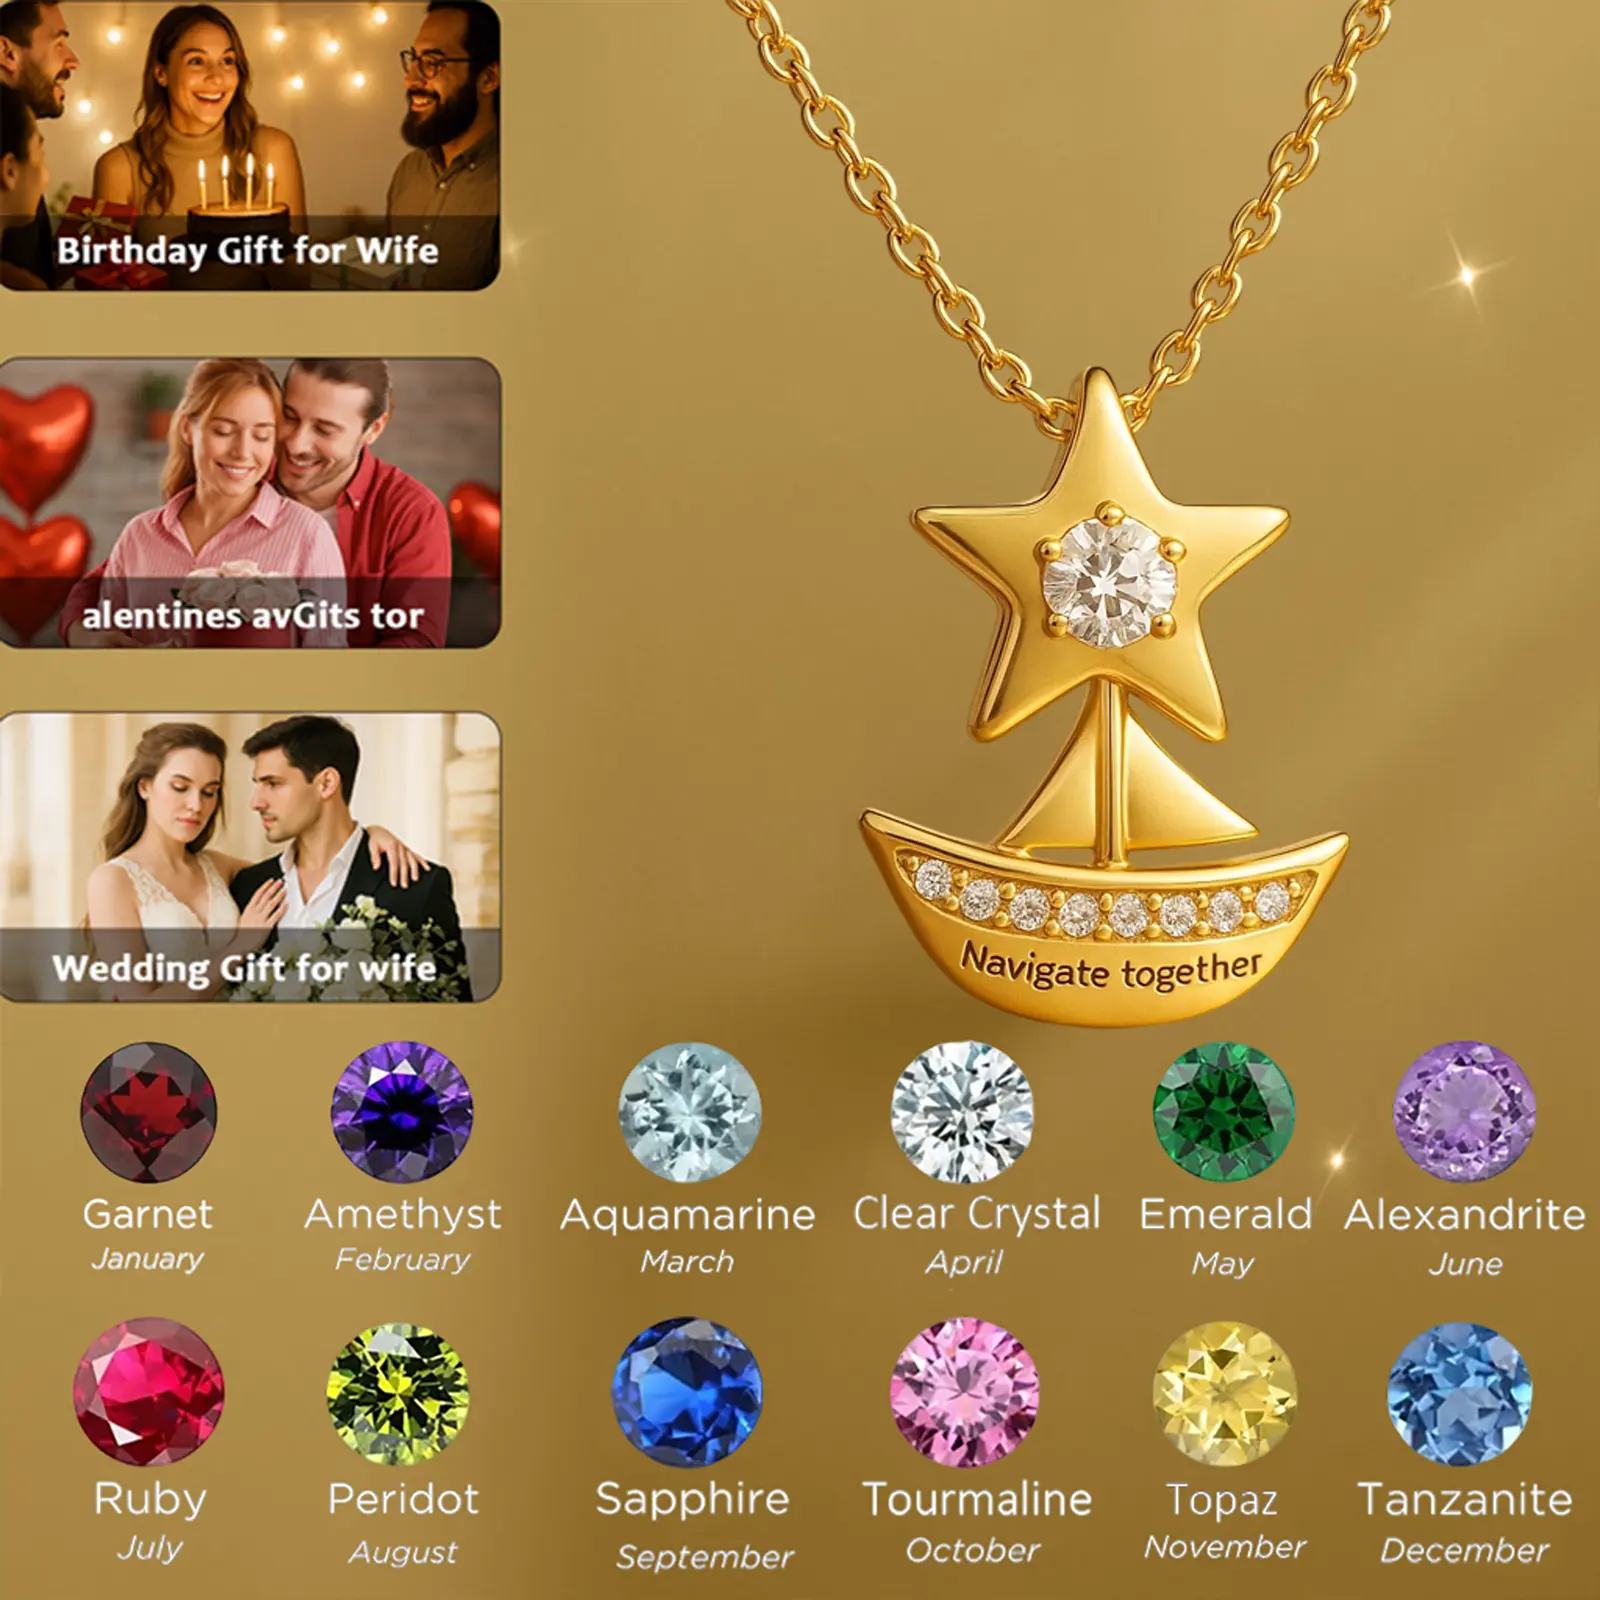 Birthday Gift for Wife
alentines avGits tor
Wedding Gift for wife
Navigate together
Garnet
January
Amethyst
February
Aquamarine
March
Clear Crystal
April
Emerald
May
Alexandrite
June
Ruby
July
Peridot
August
Sapphire
September
Tourmaline
October
Topaz
November
Tanzanite
December